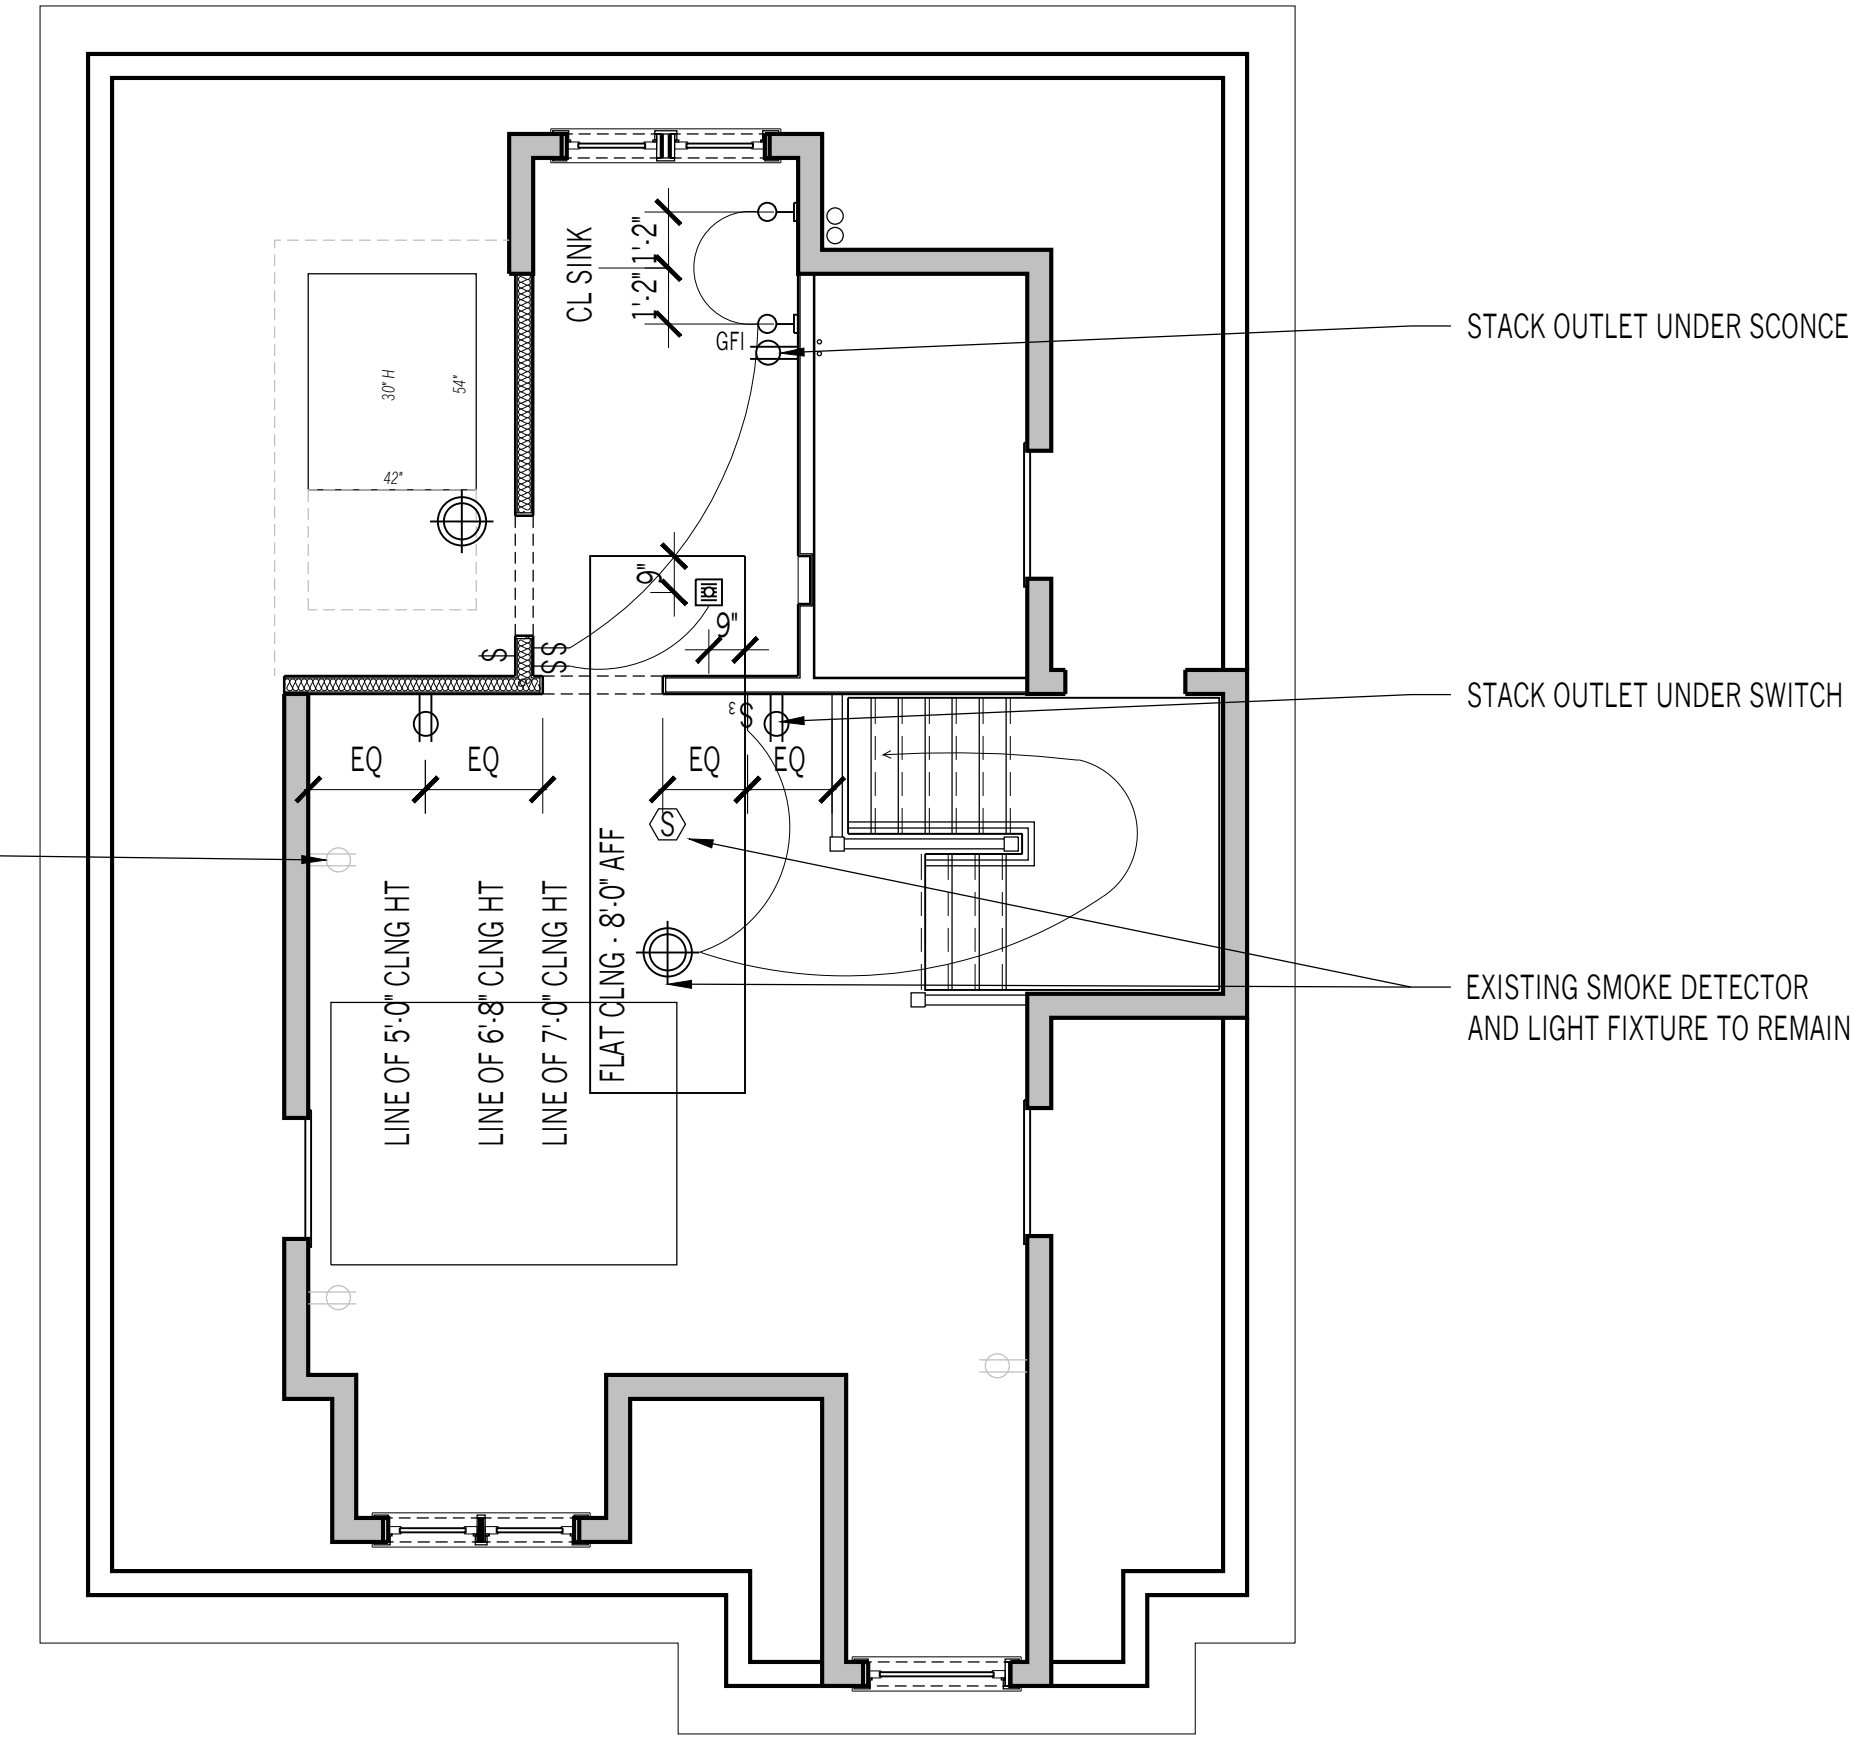 CL SINK
1'-2"
1'-2"
GFI
STACK OUTLET UNDER SCONCE
30" H
54"
42"
9"
9"
S
SS
S3
STACK OUTLET UNDER SWITCH
EQ
EQ
EQ
EQ
S
LINE OF 5'-0" CLNG HT
LINE OF 6'-8" CLNG HT
LINE OF 7'-0" CLNG HT
FLAT CLNG - 8'-0" AFF
EXISTING SMOKE DETECTOR
AND LIGHT FIXTURE TO REMAIN